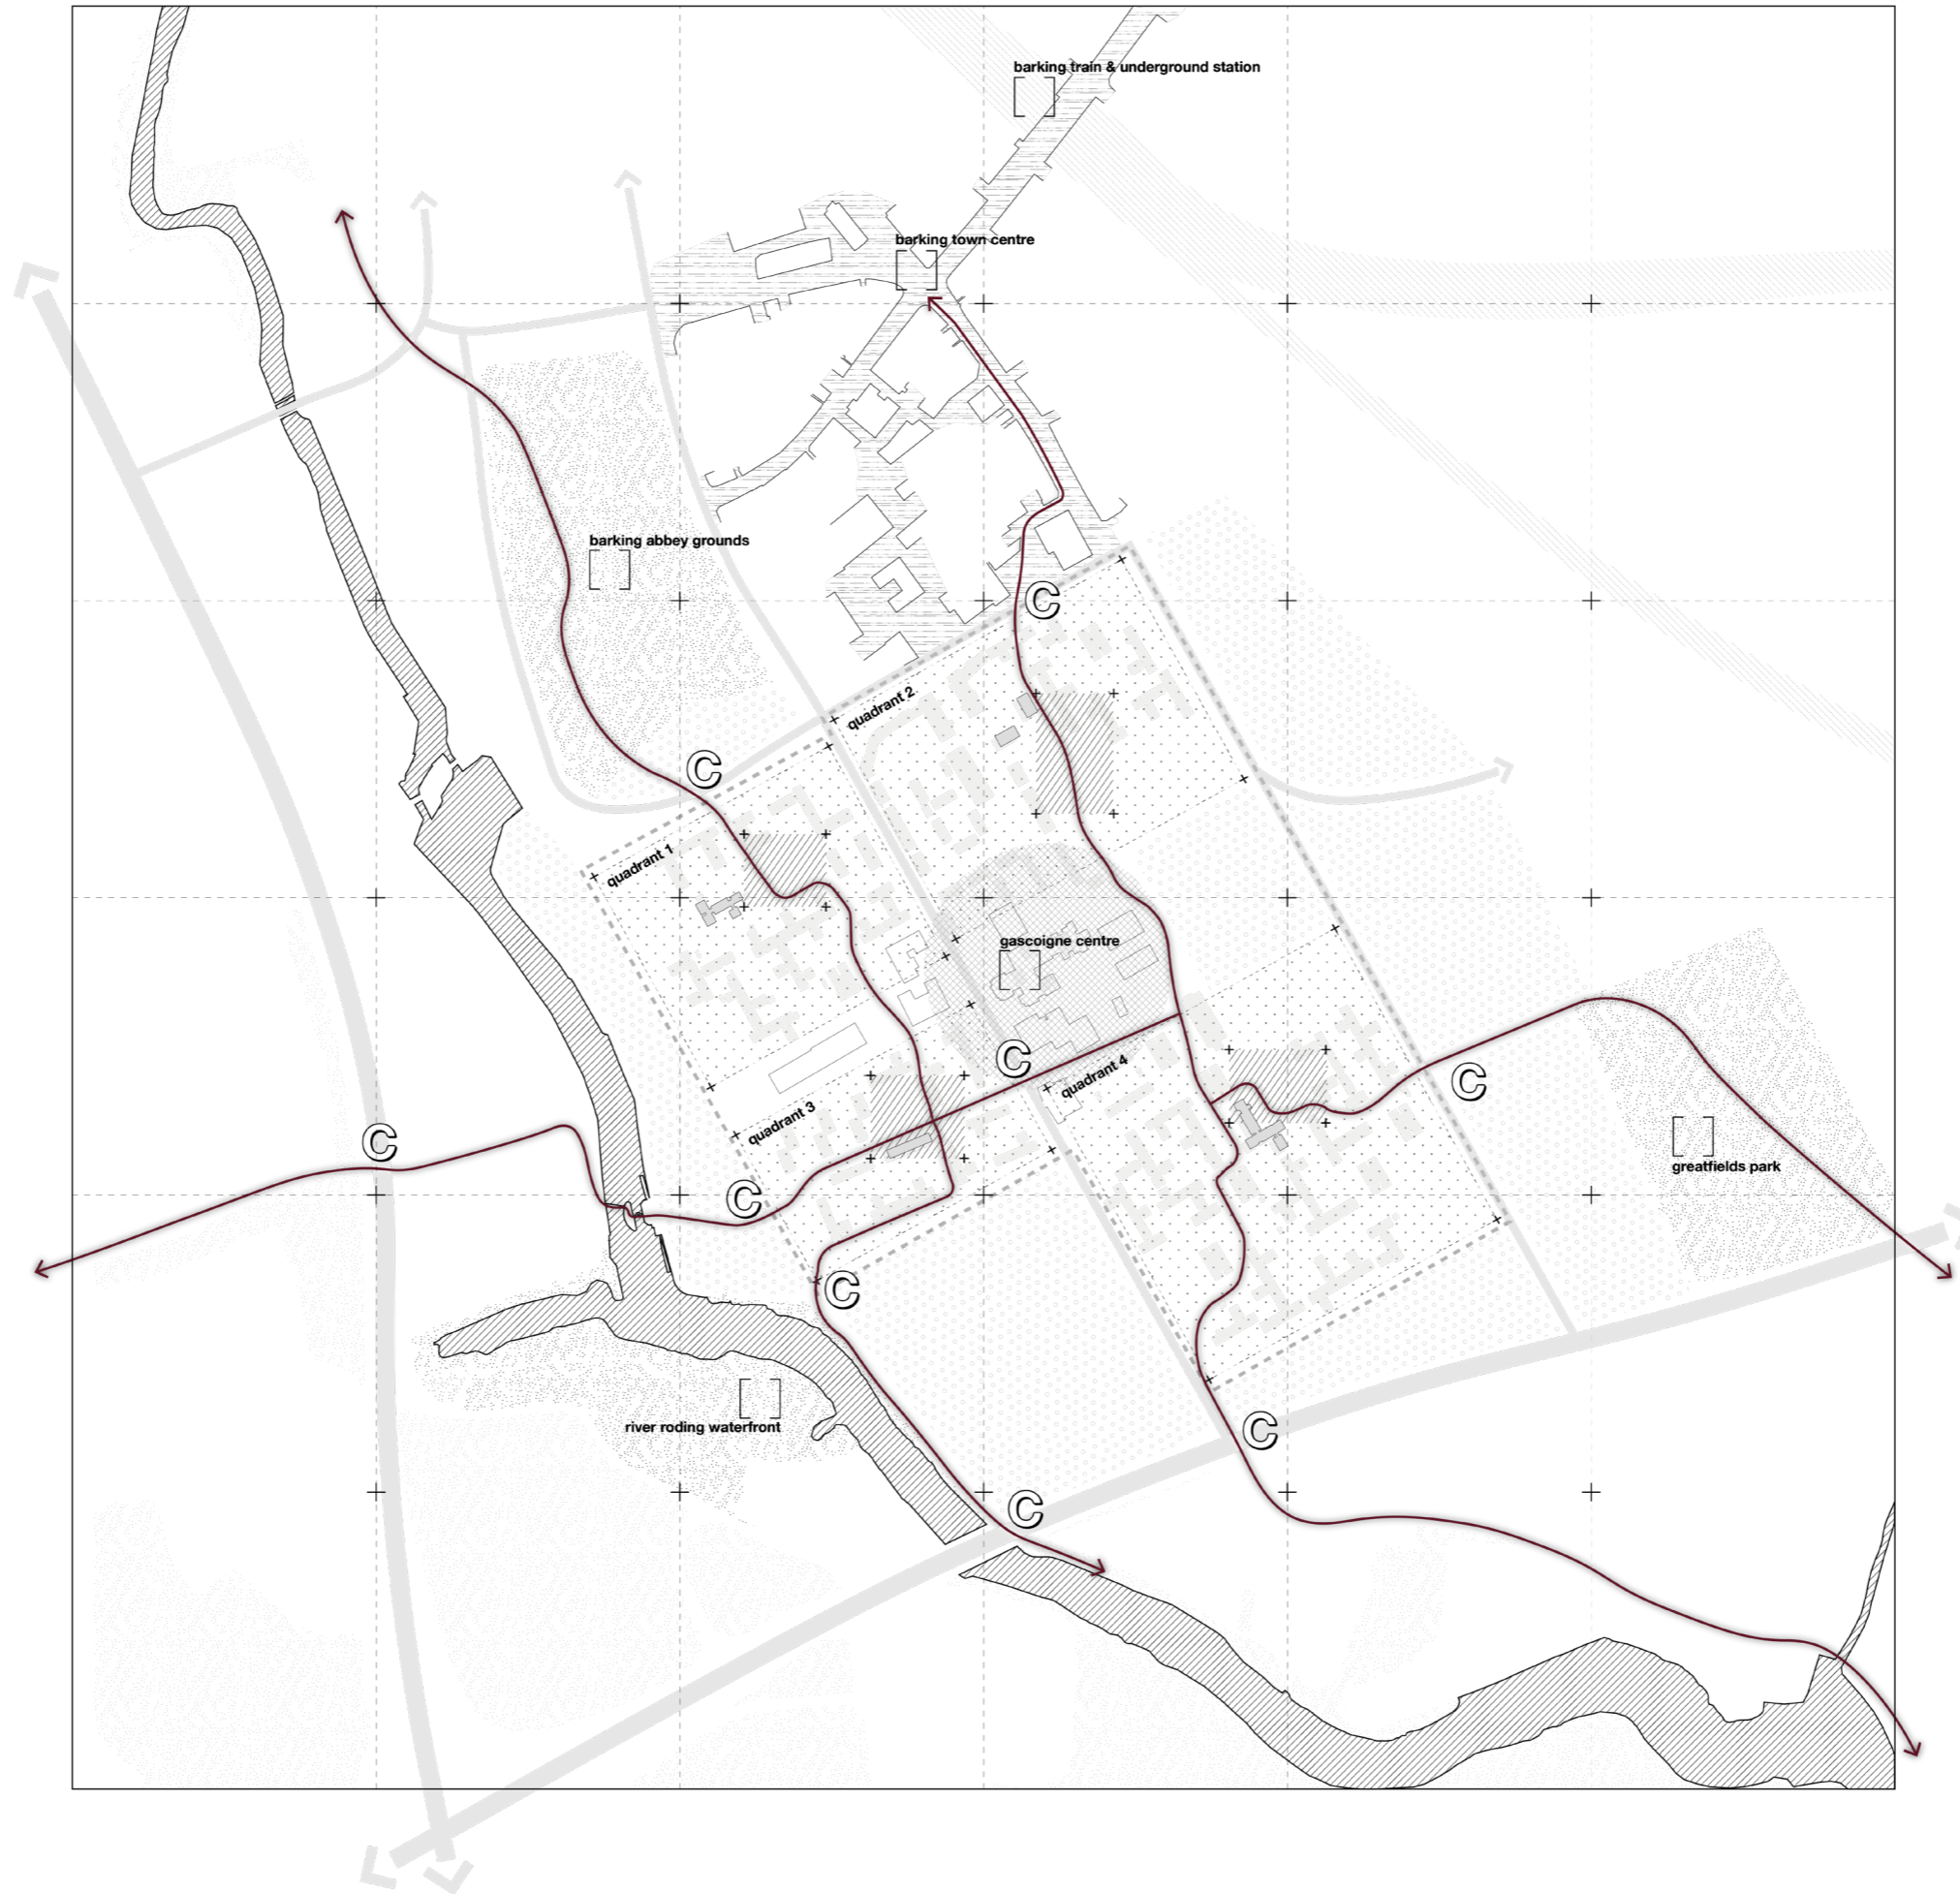 barking train & underground station
barking town centre
barking abbey grounds
C
quadrant 2
C
quadrant 1
gascoigne centre
C
quadrant 4
C
quadrant 3
C
greatfields park
C
C
river roding waterfront
C
C